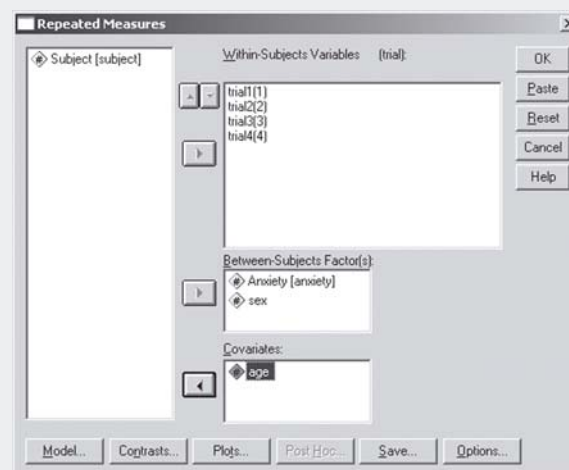 Repeated Measures
Subject [subject]
Within-Subjects Variables (trial):
trial1(1)
trial2(2)
trial3(3)
trial4(4)
OK
Paste
Reset
Cancel
Help
Between-Subjects Factor(s):
Anxiety [anxiety]
sex
Covariates:
age
Model... Contrasts... Plots... Post Hoc... Save... Options...